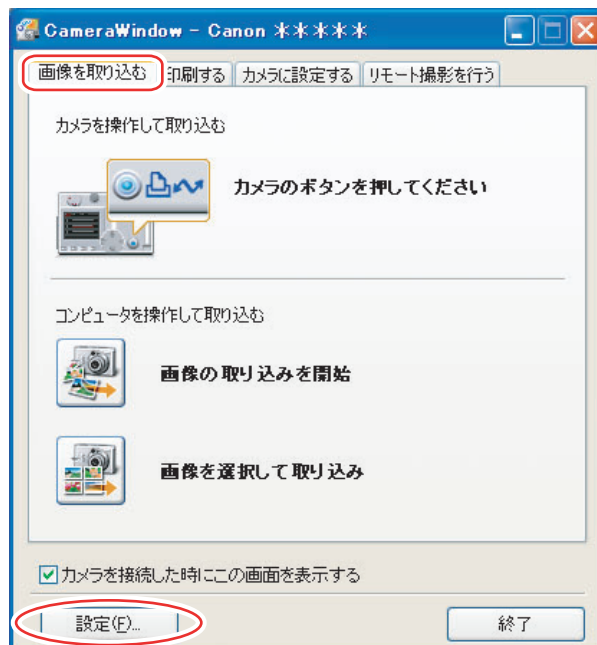 CameraWindow - Canon ＊＊＊＊＊
画像を取り込む 印刷する カメラに設定する リモート撮影を行う
カメラを操作して取り込む
カメラのボタンを押してください
コンピュータを操作して取り込む
画像の取り込みを開始
画像を選択して取り込み
カメラを接続した時にこの画面を表示する
設定(F)... 終了